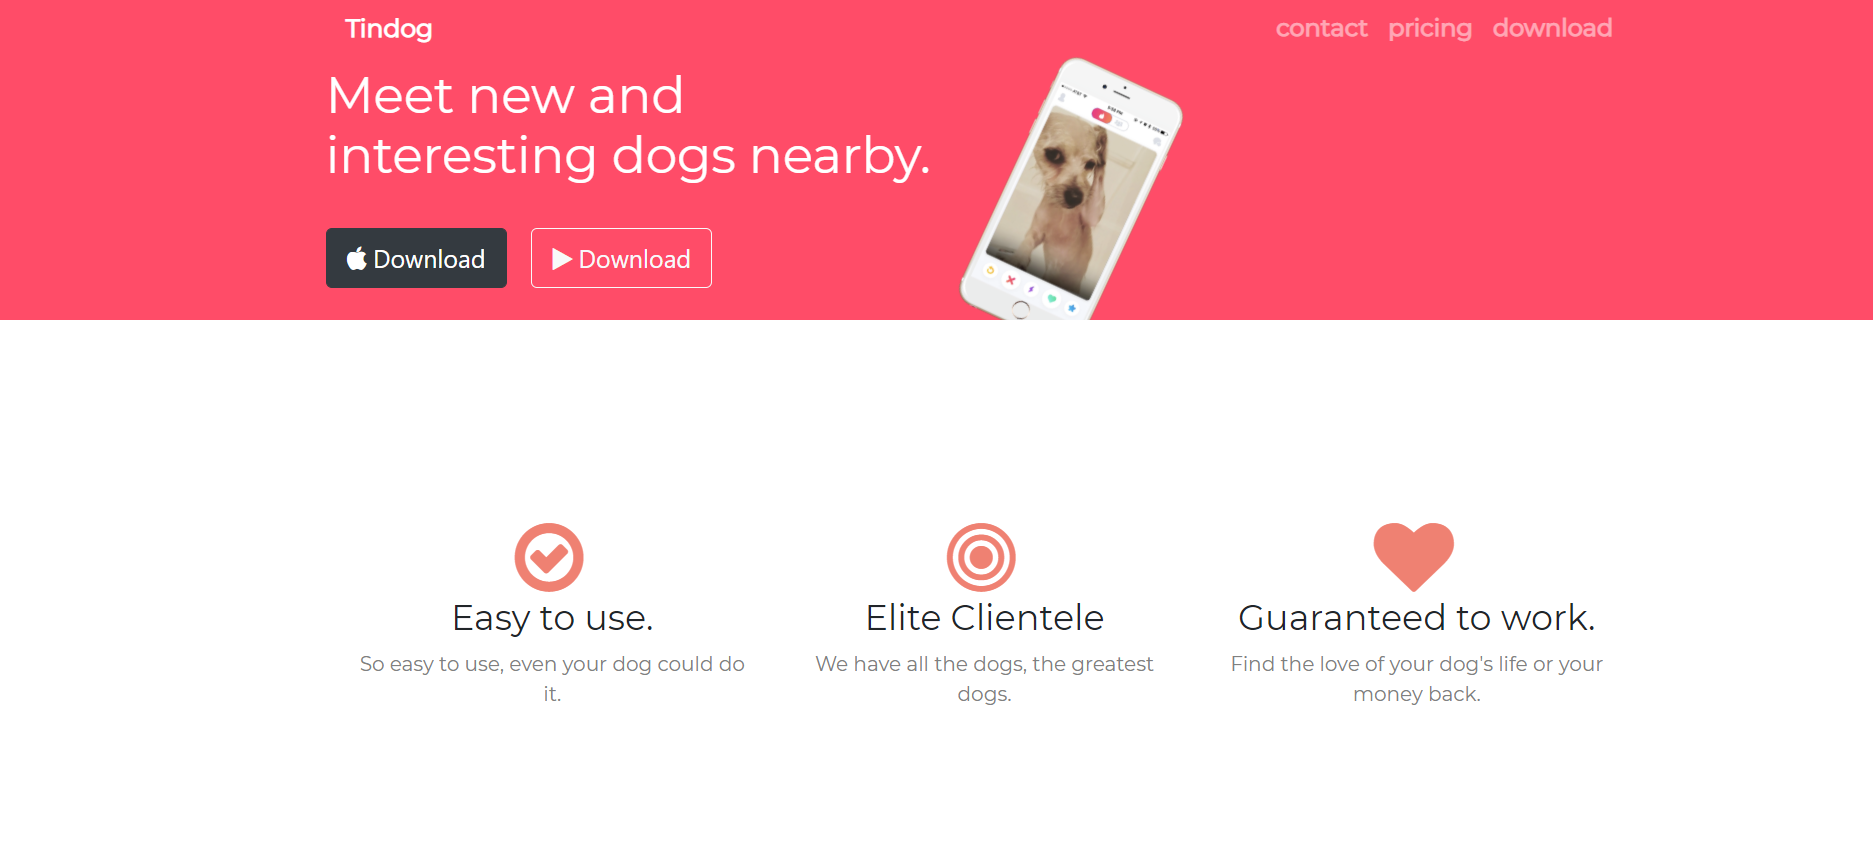 Tindog
contact pricing download
Meet new and
interesting dogs nearby.
Download
Download
Easy to use.
So easy to use, even your dog could do
it.
Elite Clientele
We have all the dogs, the greatest
dogs.
Guaranteed to work.
Find the love of your dog's life or your
money back.